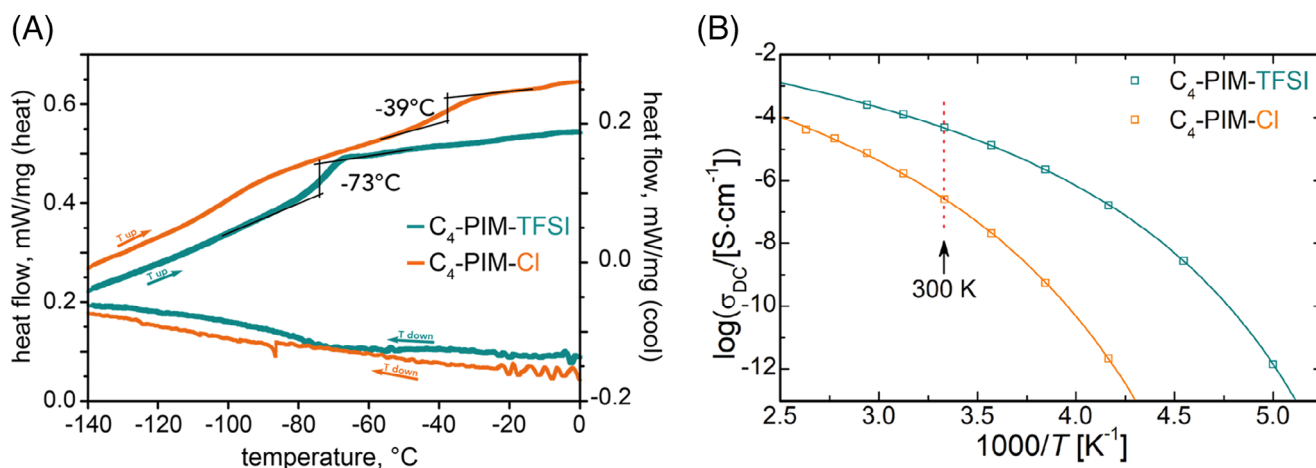 (A)
heat flow, mW/mg (heat)
0.6
0.4
0.2
0.0
-140 -120 -100 -80 -60 -40 -20 0
temperature, °C
0.2
0.0
-0.2
heat flow, mW/mg (cool)
-39°C
-73°C
C₄-PIM-TFSI
C₄-PIM-Cl
T up
T up
T down
T down
(B)
log(σ_DC/[S·cm⁻¹])
-2
-4
-6
-8
-10
-12
2.5 3.0 3.5 4.0 4.5 5.0
1000/T [K⁻¹]
C₄-PIM-TFSI
C₄-PIM-Cl
300 K